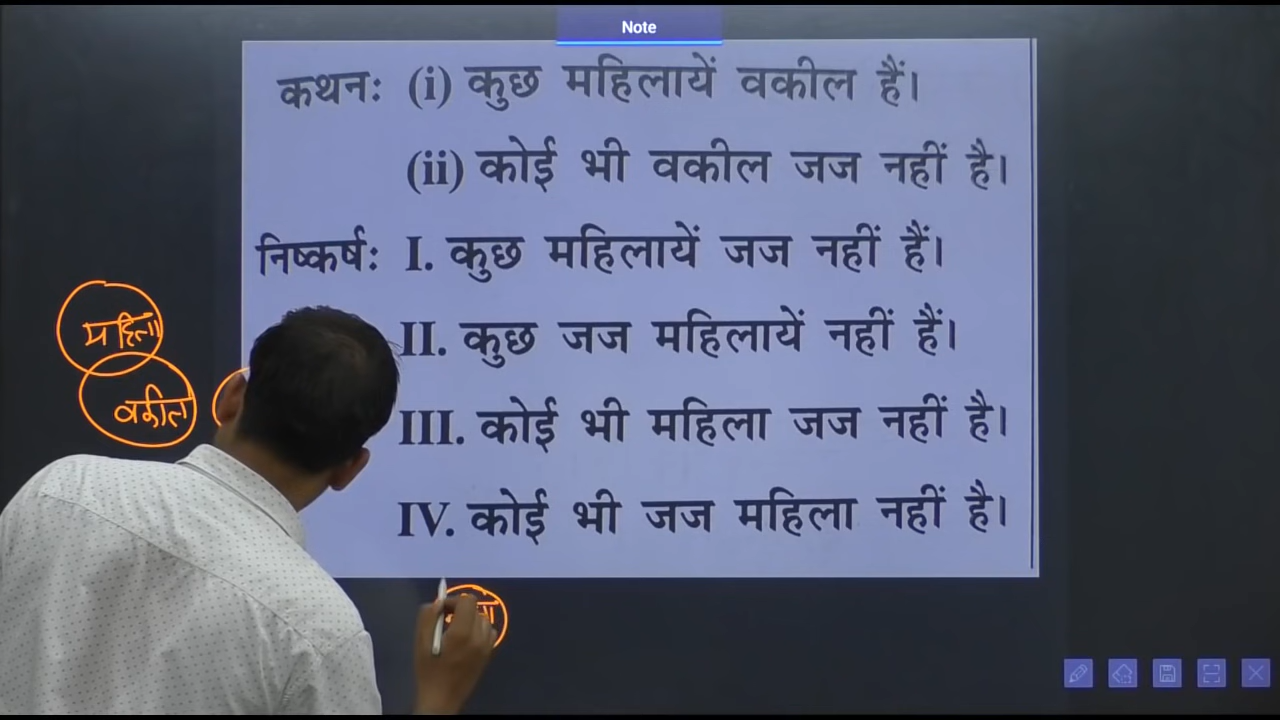 Note
कथनः (i) कुछ महिलायें वकील हैं।
(ii) कोई भी वकील जज नहीं है।
निष्कर्षः I. कुछ महिलायें जज नहीं हैं।
II. कुछ जज महिलायें नहीं हैं।
III. कोई भी महिला जज नहीं है।
IV. कोई भी जज महिला नहीं है।
महिला
वकील